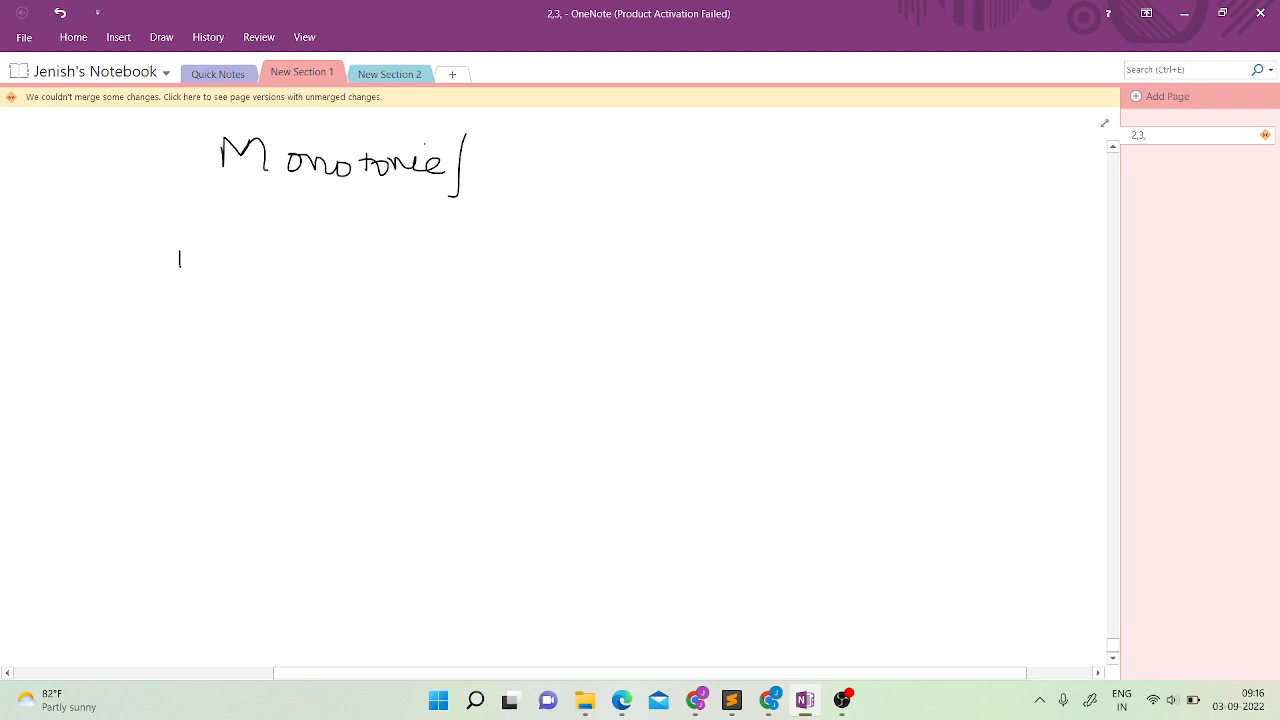 2,3, - OneNote (Product Activation Failed)
File Home Insert Draw History Review View
Jenish's Notebook Quick Notes New Section 1 New Section 2 Search (Ctrl+E)
We couldn't merge some changes. Click here to see page versions with unmerged changes.
Add Page
2,3,
Monotonic
82°F
Partly sunny
ENG
IN
09:16
03-09-2022